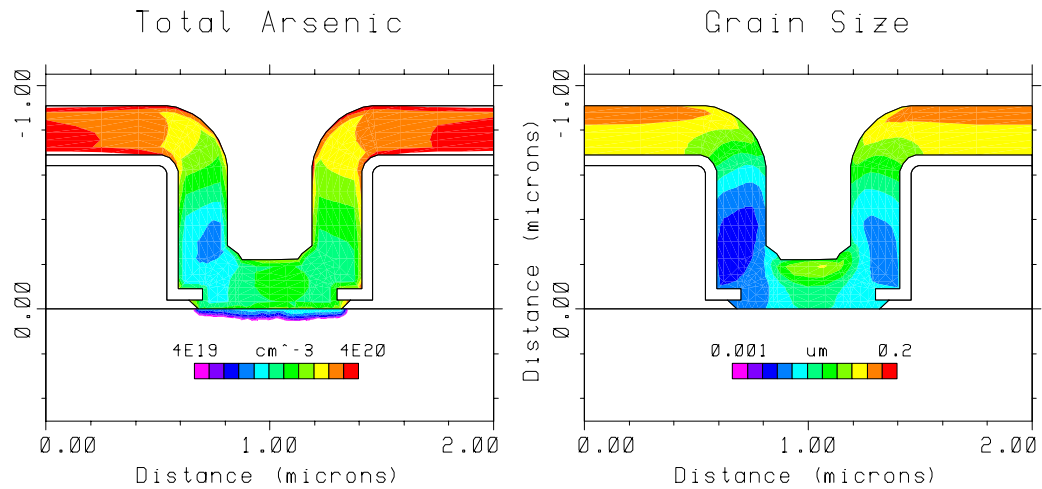 Total Arsenic
Grain Size
-1.00
0.00
4E19 cm^-3 4E20
0.00 1.00 2.00
Distance (microns)
Distance (microns)
-1.00
0.00
0.001 um 0.2
0.00 1.00 2.00
Distance (microns)